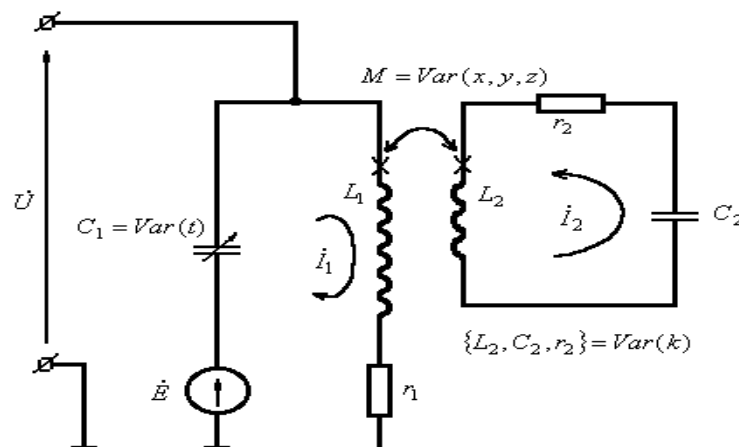 M = Var(x, y, z)
r₂
L₁
L₂
U̇
C₁ = Var(t)
İ₁
İ₂
C₂
{L₂, C₂, r₂} = Var(k)
Ė
r₁